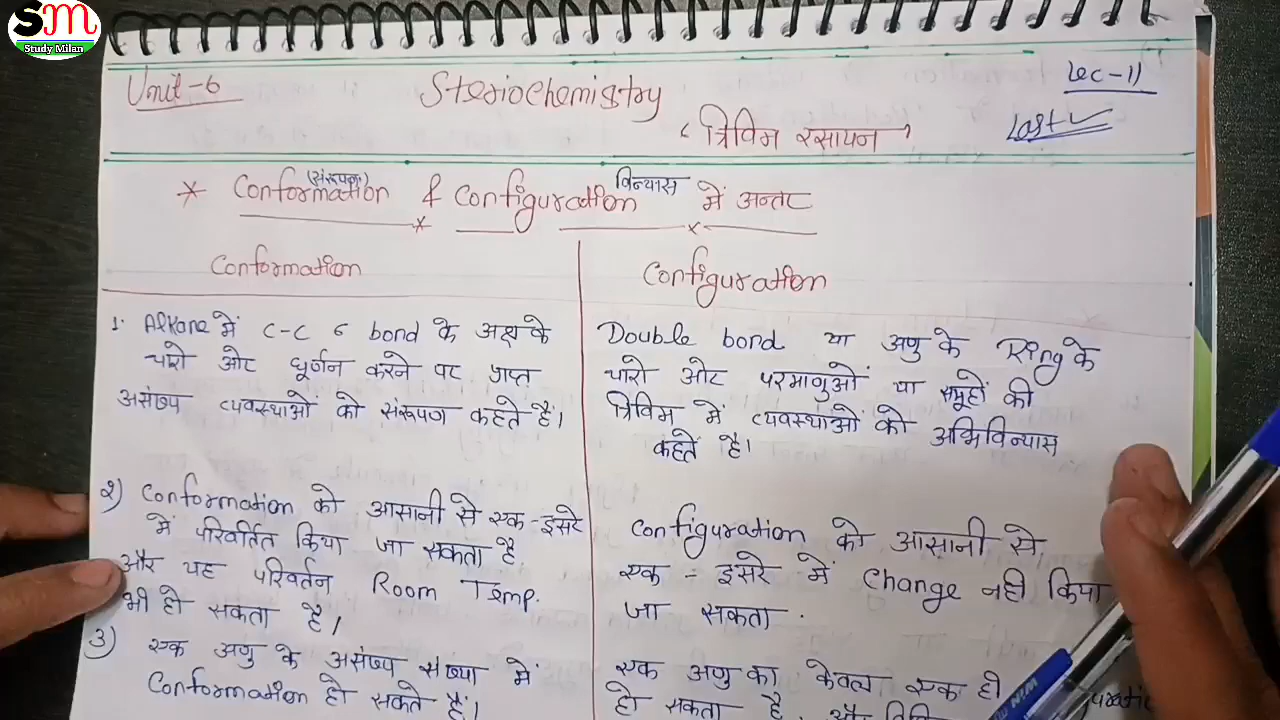 SM
Study Milan
Unit-6
Steriochemistry
Lec-11
Last
" त्रिविम रसायन "
* Conformation (संरूपण) & Configuration विन्यास में अन्तर
Conformation
Configuration
1. Alkane में C-C σ bond के अक्ष के
चारो ओर घूर्णन करने पर प्राप्त
असंख्य व्यवस्थाओं को संरूपण कहते हैं।
Double bond या अणु के Ring के
चारो ओर परमाणुओं या समूहों की
त्रिविम में व्यवस्थाओं को अभिविन्यास
कहते है।
2) Conformation को आसानी से एक-दूसरे
में परिवर्तित किया जा सकता है
और यह परिवर्तन Room Temp.
भी हो सकता है।
Configuration को आसानी से
एक-दूसरे में change नही किया
जा सकता .
3) एक अणु के असंख्य संख्या में
Conformation हो सकते हैं।
एक अणु का केवल एक ही
हो सकता है